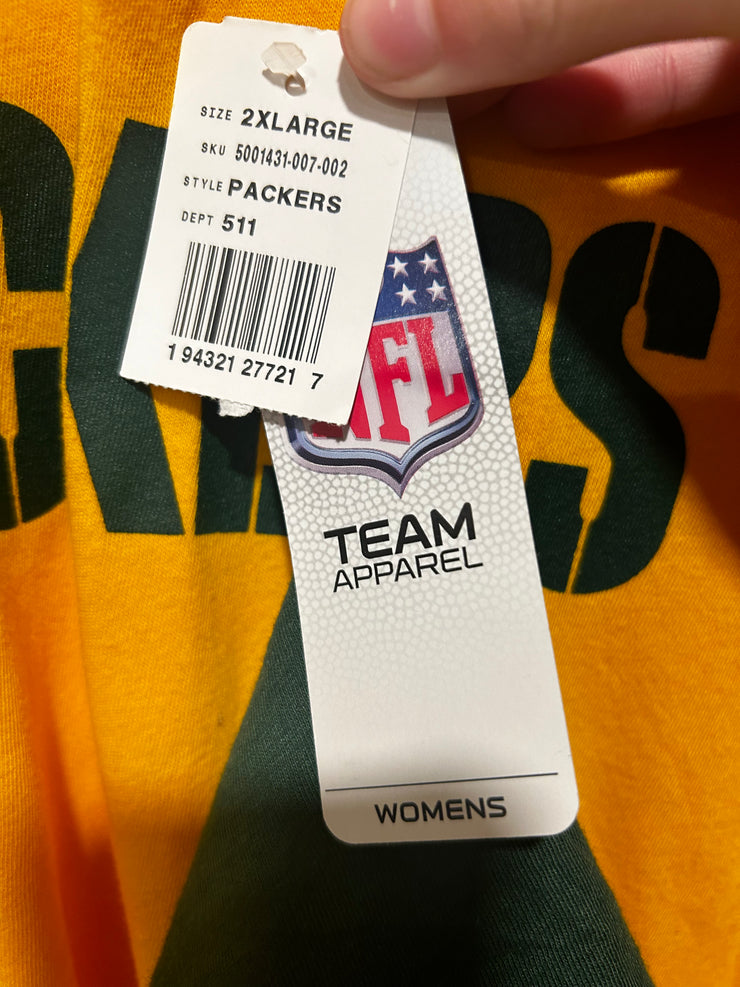 SIZE 2XLARGE
SKU 5001431-007-002
STYLE PACKERS
DEPT 511
1 94321 27721 7
NFL
TEAM
APPAREL
WOMENS